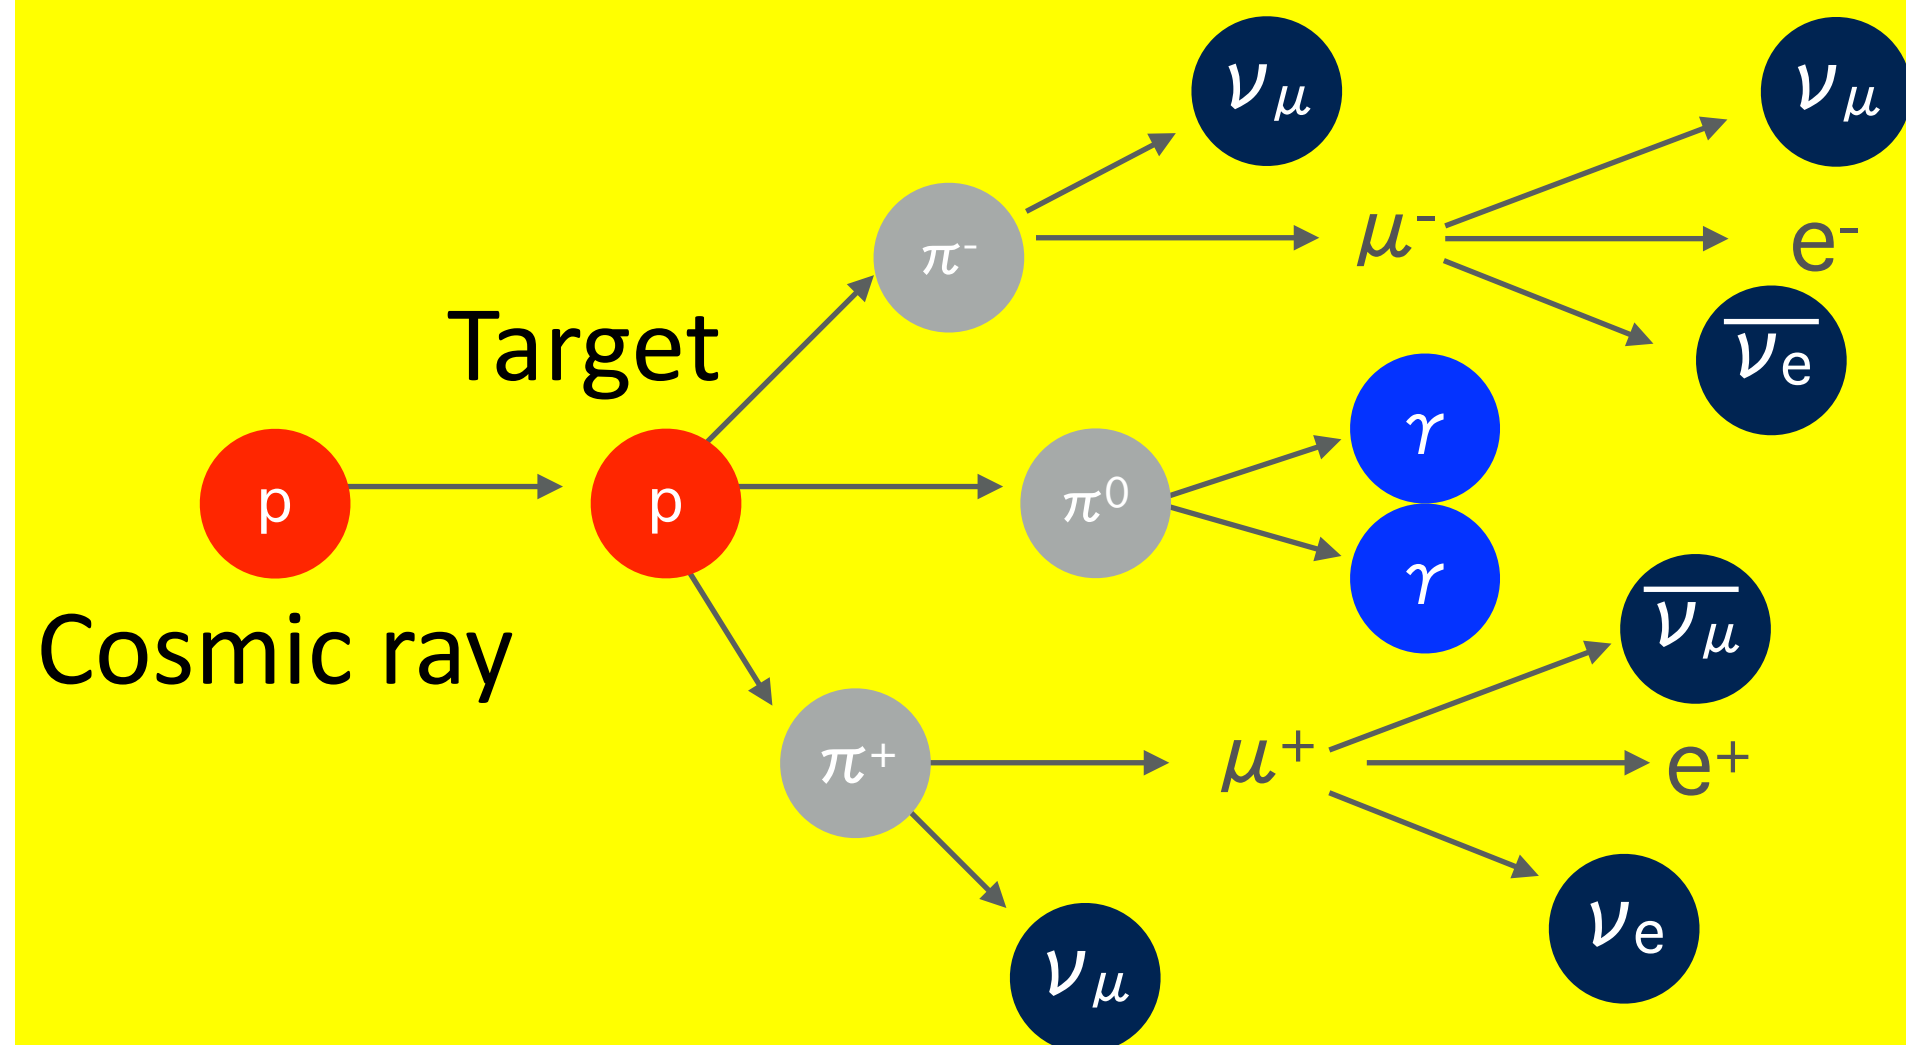 ν_μ
ν_μ
π⁻
μ⁻
e⁻
ν̅_e
Target
γ
p
p
π⁰
γ
Cosmic ray
ν̅_μ
π⁺
μ⁺
e⁺
ν_e
ν_μ